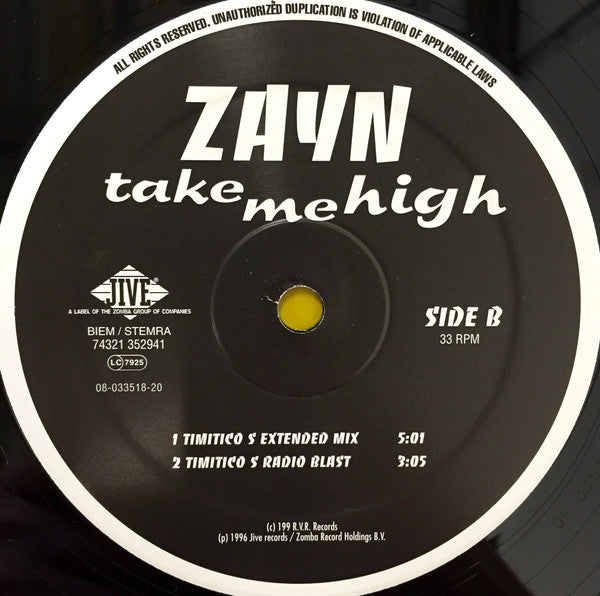 ALL RIGHTS RESERVED. UNAUTHORIZED DUPLICATION IS VIOLATION OF APPLICABLE LAWS
ZAYN
take me high
JIVE®
A LABEL OF THE ZOMBA GROUP OF COMPANIES
BIEM / STEMRA
74321 352941
LC 7925
08-033518-20
SIDE B
33 RPM
1 TIMITICO S EXTENDED MIX 5:01
2 TIMITICO S RADIO BLAST 3:05
(c) 199 R.V.R. Records
(p) 1996 Jive records / Zomba Record Holdings B.V.